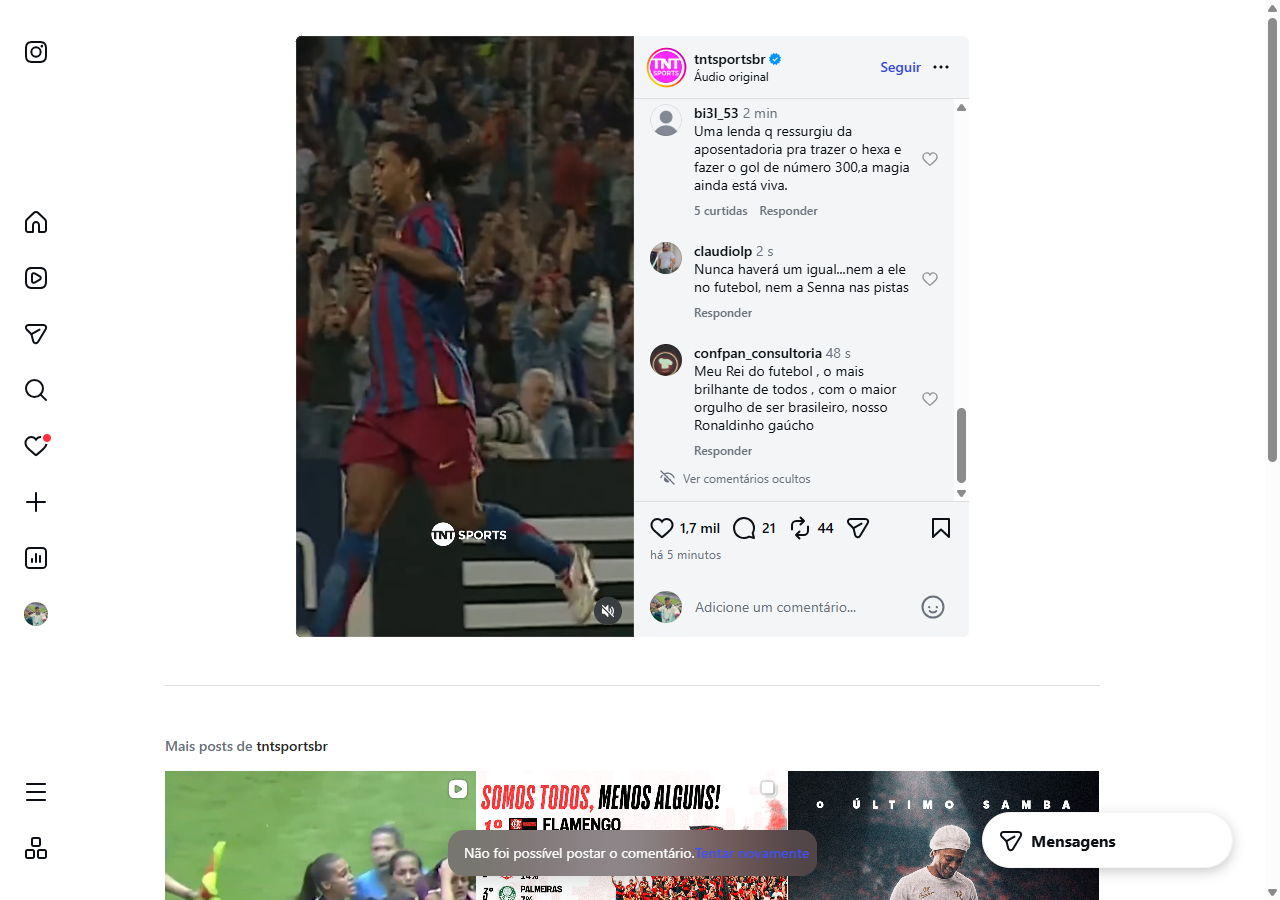 TNT SPORTS
tntsportsbr
Áudio original
Seguir
bi3l_53 2 min
Uma lenda q ressurgiu da
aposentadoria pra trazer o hexa e
fazer o gol de número 300,a magia
ainda está viva.
5 curtidas Responder
claudiolp 2 s
Nunca haverá um igual...nem a ele
no futebol, nem a Senna nas pistas
Responder
confpan_consultoria 48 s
Meu Rei do futebol , o mais
brilhante de todos , com o maior
orgulho de ser brasileiro, nosso
Ronaldinho gaúcho
Responder
Ver comentários ocultos
TNT SPORTS
1,7 mil 21 44
há 5 minutos
Adicione um comentário...
Mais posts de tntsportsbr
SOMOS TODOS, MENOS ALGUNS!
1º FLAMENGO
3º PALMEIRAS
O ÚLTIMO SAMBA
Mensagens
Não foi possível postar o comentário. Tentar novamente